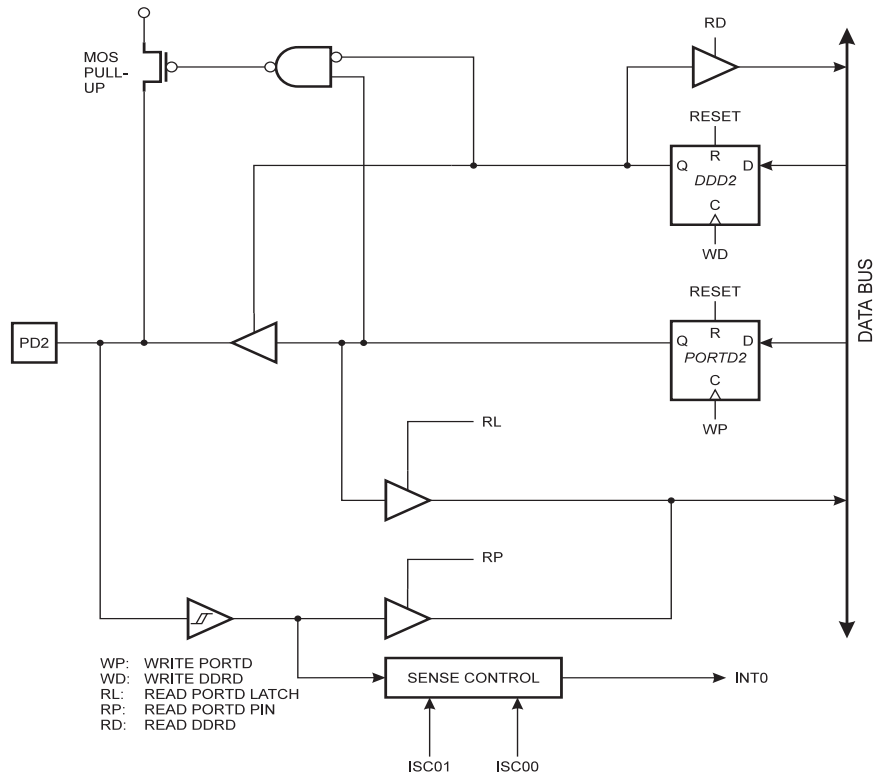 RD
MOS
PULL-
UP
RESET
R
Q
D
DDD2
C
WD
DATA BUS
RESET
R
PD2
Q
D
PORTD2
C
WP
RL
RP
WP: WRITE PORTD
WD: WRITE DDRD
RL: READ PORTD LATCH
RP: READ PORTD PIN
RD: READ DDRD
SENSE CONTROL
INT0
ISC01
ISC00